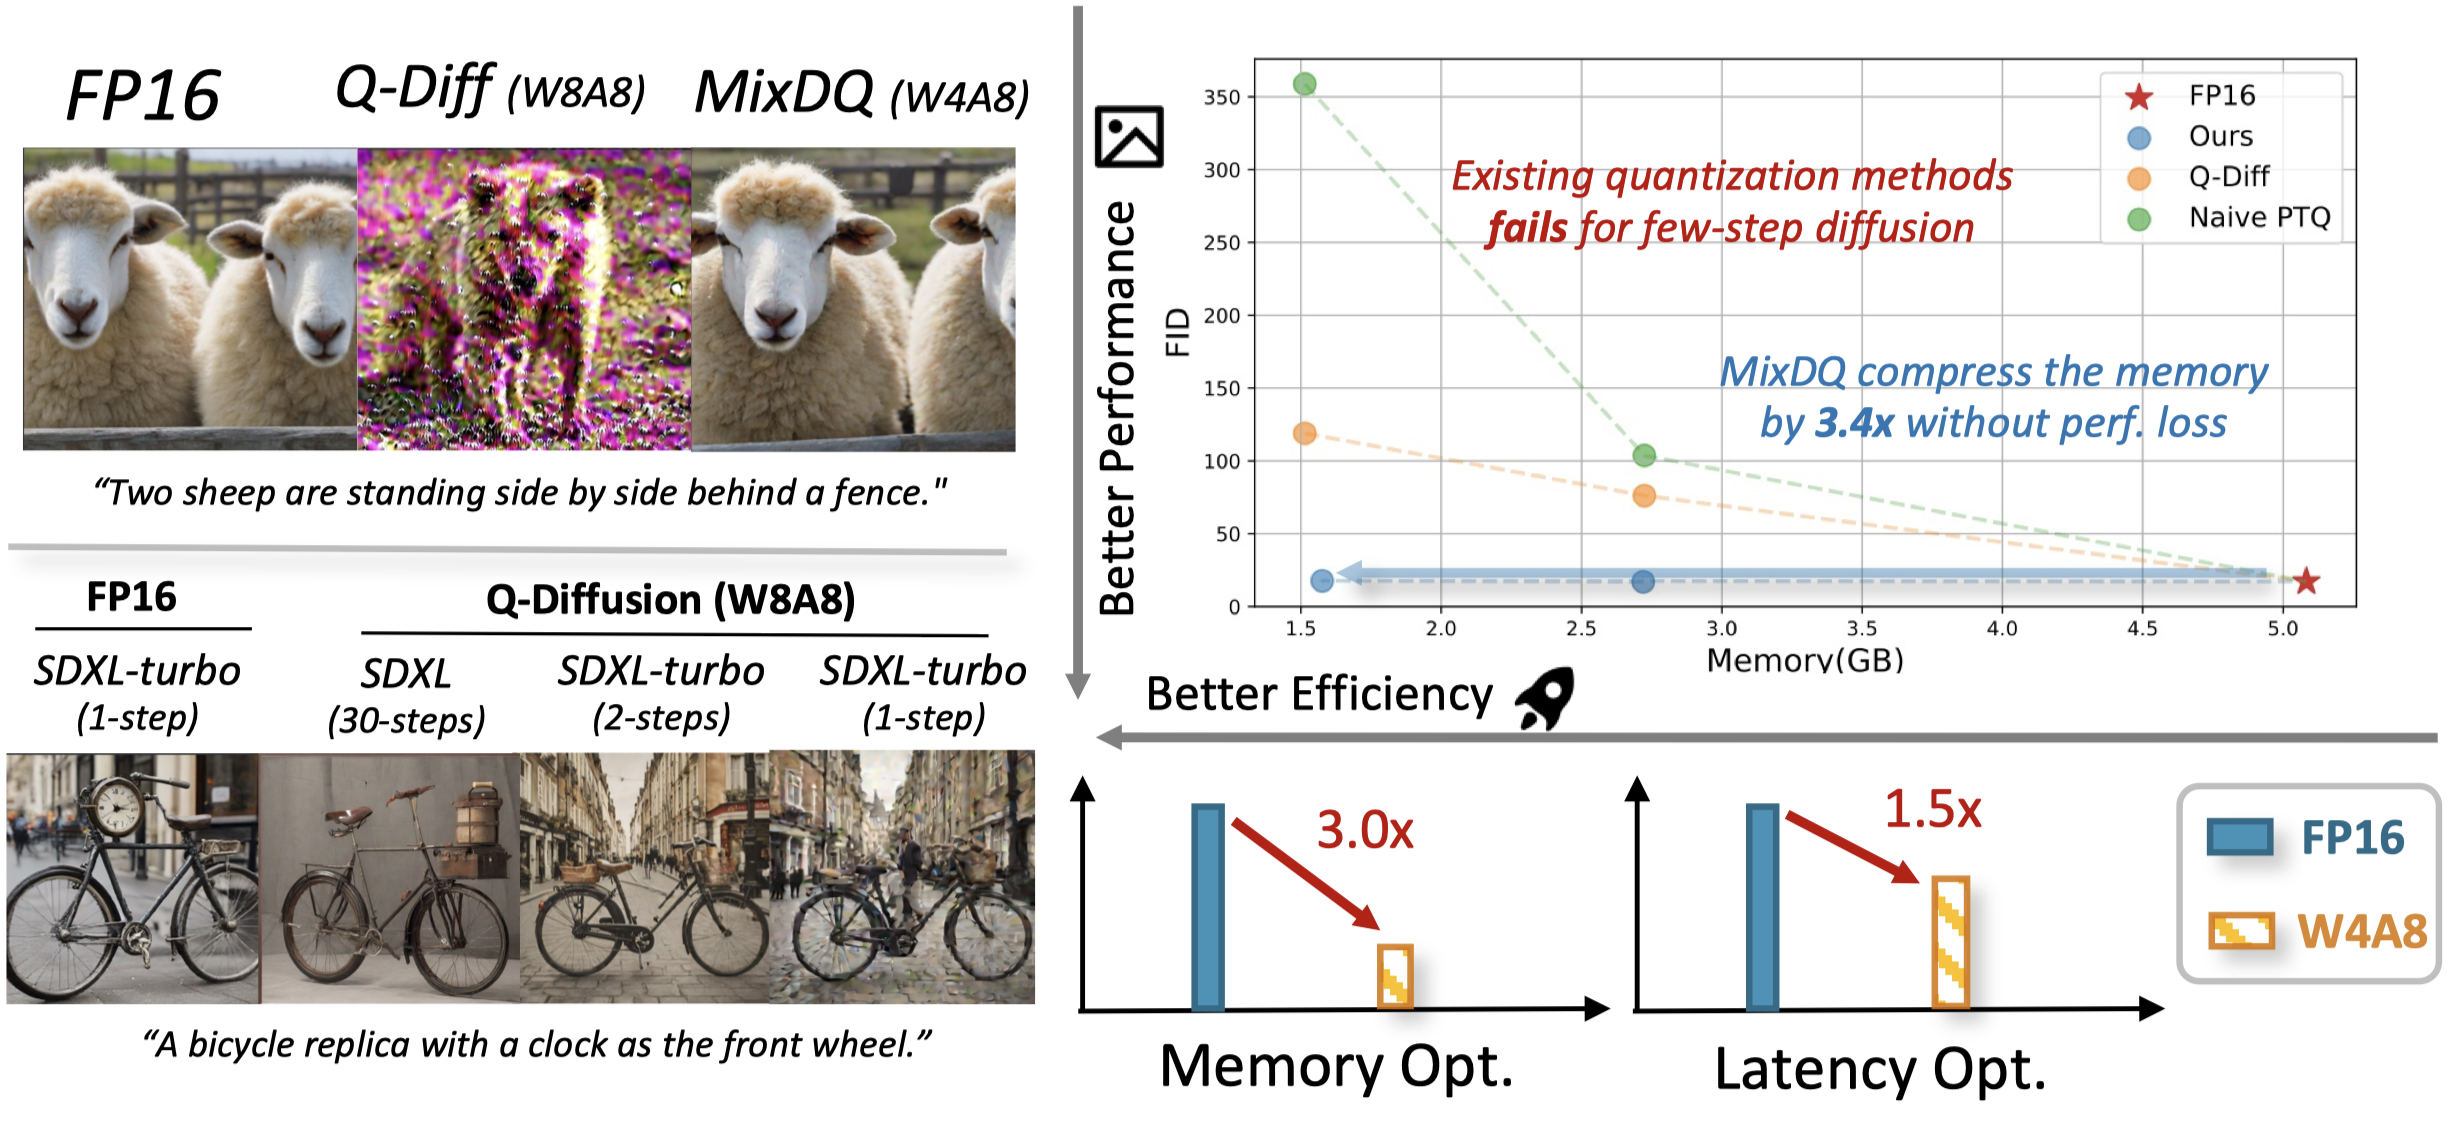 FP16
Q-Diff (W8A8)
MixDQ (W4A8)
“Two sheep are standing side by side behind a fence."
FP16
Q-Diffusion (W8A8)
SDXL-turbo
(1-step)
SDXL
(30-steps)
SDXL-turbo
(2-steps)
SDXL-turbo
(1-step)
“A bicycle replica with a clock as the front wheel.”
Better Performance
FID
350
300
250
200
150
100
50
0
FP16
Ours
Q-Diff
Naive PTQ
Existing quantization methods
fails for few-step diffusion
MixDQ compress the memory
by 3.4x without perf. loss
1.5
2.0
2.5
3.0
3.5
4.0
4.5
5.0
Memory(GB)
Better Efficiency
3.0x
Memory Opt.
1.5x
Latency Opt.
FP16
W4A8